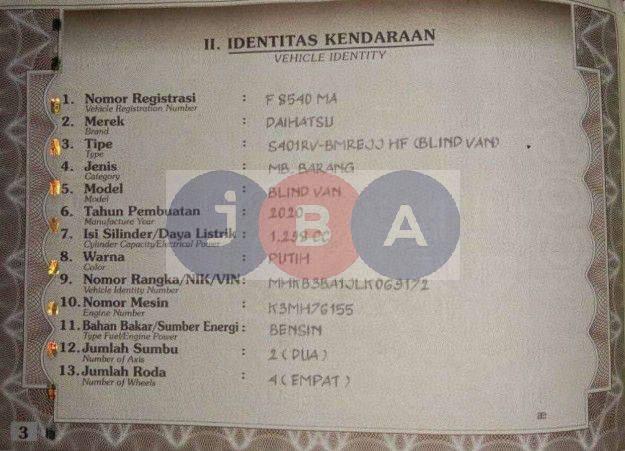 II. IDENTITAS KENDARAAN
VEHICLE IDENTITY
1. Nomor Registrasi : F 8540 MA
Vehicle Registration Number
2. Merek : DAIHATSU
Brand
3. Tipe : S401RV-BMREJJ HF (BLIND VAN)
Type
4. Jenis : MB. BARANG
Category
5. Model : BLIND VAN
Model
6. Tahun Pembuatan : 2020
Manufacture Year
7. Isi Silinder/Daya Listrik : 1.298 CC
Cylinder Capacity/Electrical Power
8. Warna : PUTIH
Color
9. Nomor Rangka/NIK/VIN : MHKB3BA1JLK063172
Vehicle Identity Number
10. Nomor Mesin : K3MH76155
Engine Number
11. Bahan Bakar/Sumber Energi : BENSIN
Type Fuel/Engine Power
12. Jumlah Sumbu : 2 (DUA)
Number of Axis
13. Jumlah Roda : 4 (EMPAT)
Number of Wheels
JBA
æ
3